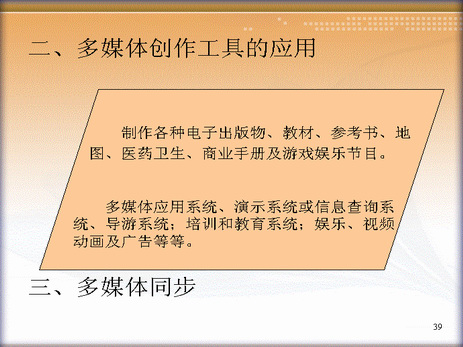 二、多媒体创作工具的应用
制作各种电子出版物、教材、参考书、地
图、医药卫生、商业手册及游戏娱乐节目。
多媒体应用系统、演示系统或信息查询系
统、导游系统；培训和教育系统；娱乐、视频
动画及广告等等。
三、多媒体同步
39